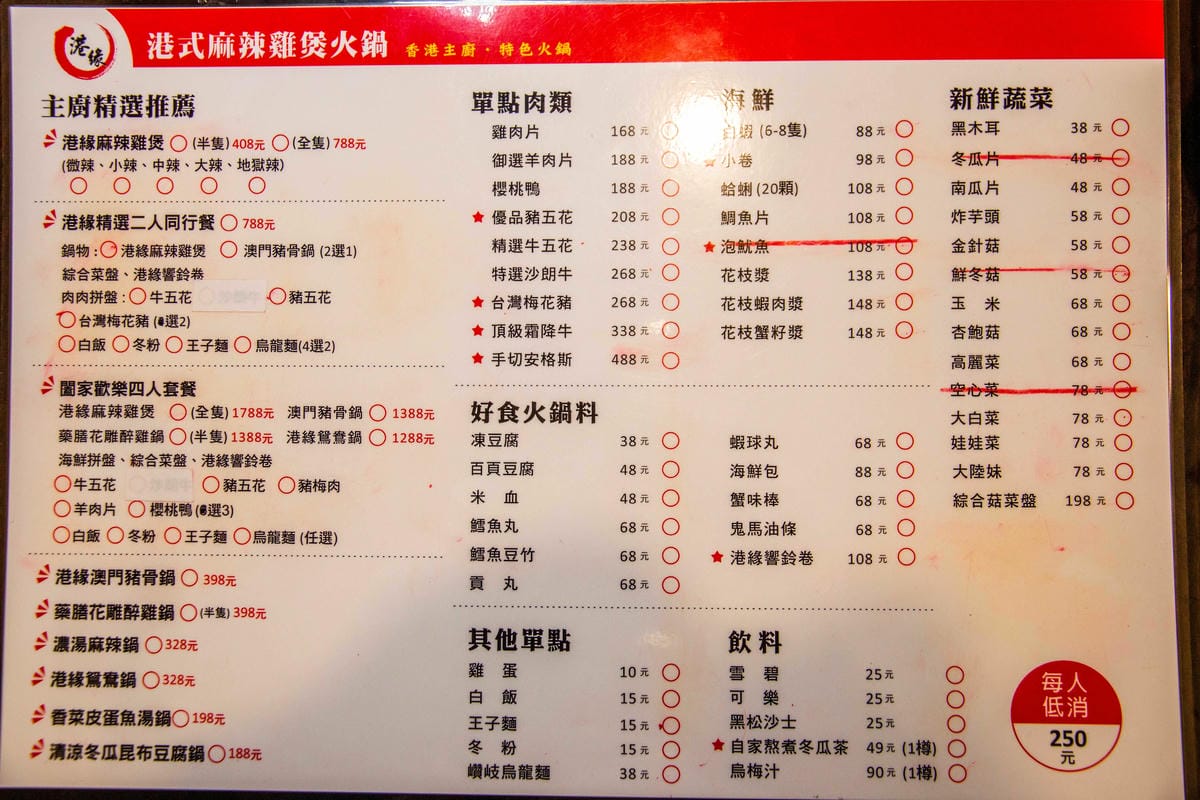 港緣
港式麻辣雞煲火鍋 香港主廚·特色火鍋
主廚精選推薦
港緣麻辣雞煲 (半隻)408元 (全隻)788元
(微辣、小辣、中辣、大辣、地獄辣)
港緣精選二人同行餐 788元
鍋物: 港緣麻辣雞煲 澳門豬骨鍋 (2選1)
綜合菜盤、港緣響鈴卷
肉肉拼盤: 牛五花 豬五花
台灣梅花豬 (選2)
白飯 冬粉 王子麵 烏龍麵(4選2)
闔家歡樂四人套餐
港緣麻辣雞煲 (全隻)1788元 澳門豬骨鍋 1388元
藥膳花雕醉雞鍋 (半隻)1388元 港緣鴛鴦鍋 1288元
海鮮拼盤、綜合菜盤、港緣響鈴卷
牛五花 豬五花 豬梅肉
羊肉片 櫻桃鴨 (選3)
白飯 冬粉 王子麵 烏龍麵 (任選)
港緣澳門豬骨鍋 398元
藥膳花雕醉雞鍋 (半隻)398元
濃湯麻辣鍋 328元
港緣鴛鴦鍋 328元
香菜皮蛋魚湯鍋 198元
清涼冬瓜昆布豆腐鍋 188元
單點肉類
雞肉片 168元
御選羊肉片 188元
櫻桃鴨 188元
★ 優品豬五花 208元
精選牛五花 238元
特選沙朗牛 268元
★ 台灣梅花豬 268元
★ 頂級霜降牛 338元
★ 手切安格斯 488元
海鮮
白蝦 (6-8隻) 88元
★ 小卷 98元
蛤蜊 (20顆) 108元
鯛魚片 108元
★ 泡魷魚 108元
花枝漿 138元
花枝蝦肉漿 148元
花枝蟹籽漿 148元
新鮮蔬菜
黑木耳 38元
冬瓜片 48元
南瓜片 48元
炸芋頭 58元
金針菇 58元
鮮冬菇 58元
玉 米 68元
杏鮑菇 68元
高麗菜 68元
空心菜 78元
大白菜 78元
娃娃菜 78元
大陸妹 78元
綜合菇菜盤 198元
好食火鍋料
凍豆腐 38元
百頁豆腐 48元
米 血 48元
鱈魚丸 68元
鱈魚豆竹 68元
貢 丸 68元
蝦球丸 68元
海鮮包 88元
蟹味棒 68元
鬼馬油條 68元
★ 港緣響鈴卷 108元
其他單點
雞 蛋 10元
白 飯 15元
王子麵 15元
冬 粉 15元
讚岐烏龍麵 38元
飲料
雪 碧 25元
可 樂 25元
黑松沙士 25元
★ 自家熬煮冬瓜茶 49元 (1樽)
烏梅汁 90元 (1樽)
每人
低消
250
元